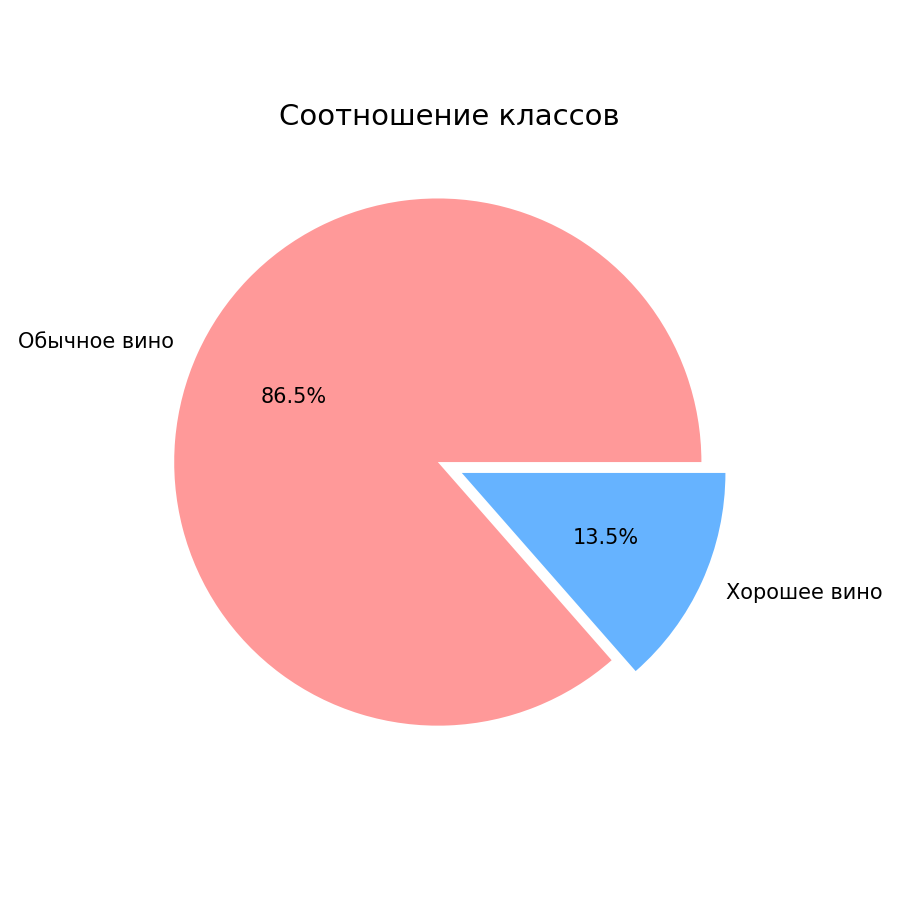 Соотношение классов
Обычное вино
86.5%
13.5%
Хорошее вино